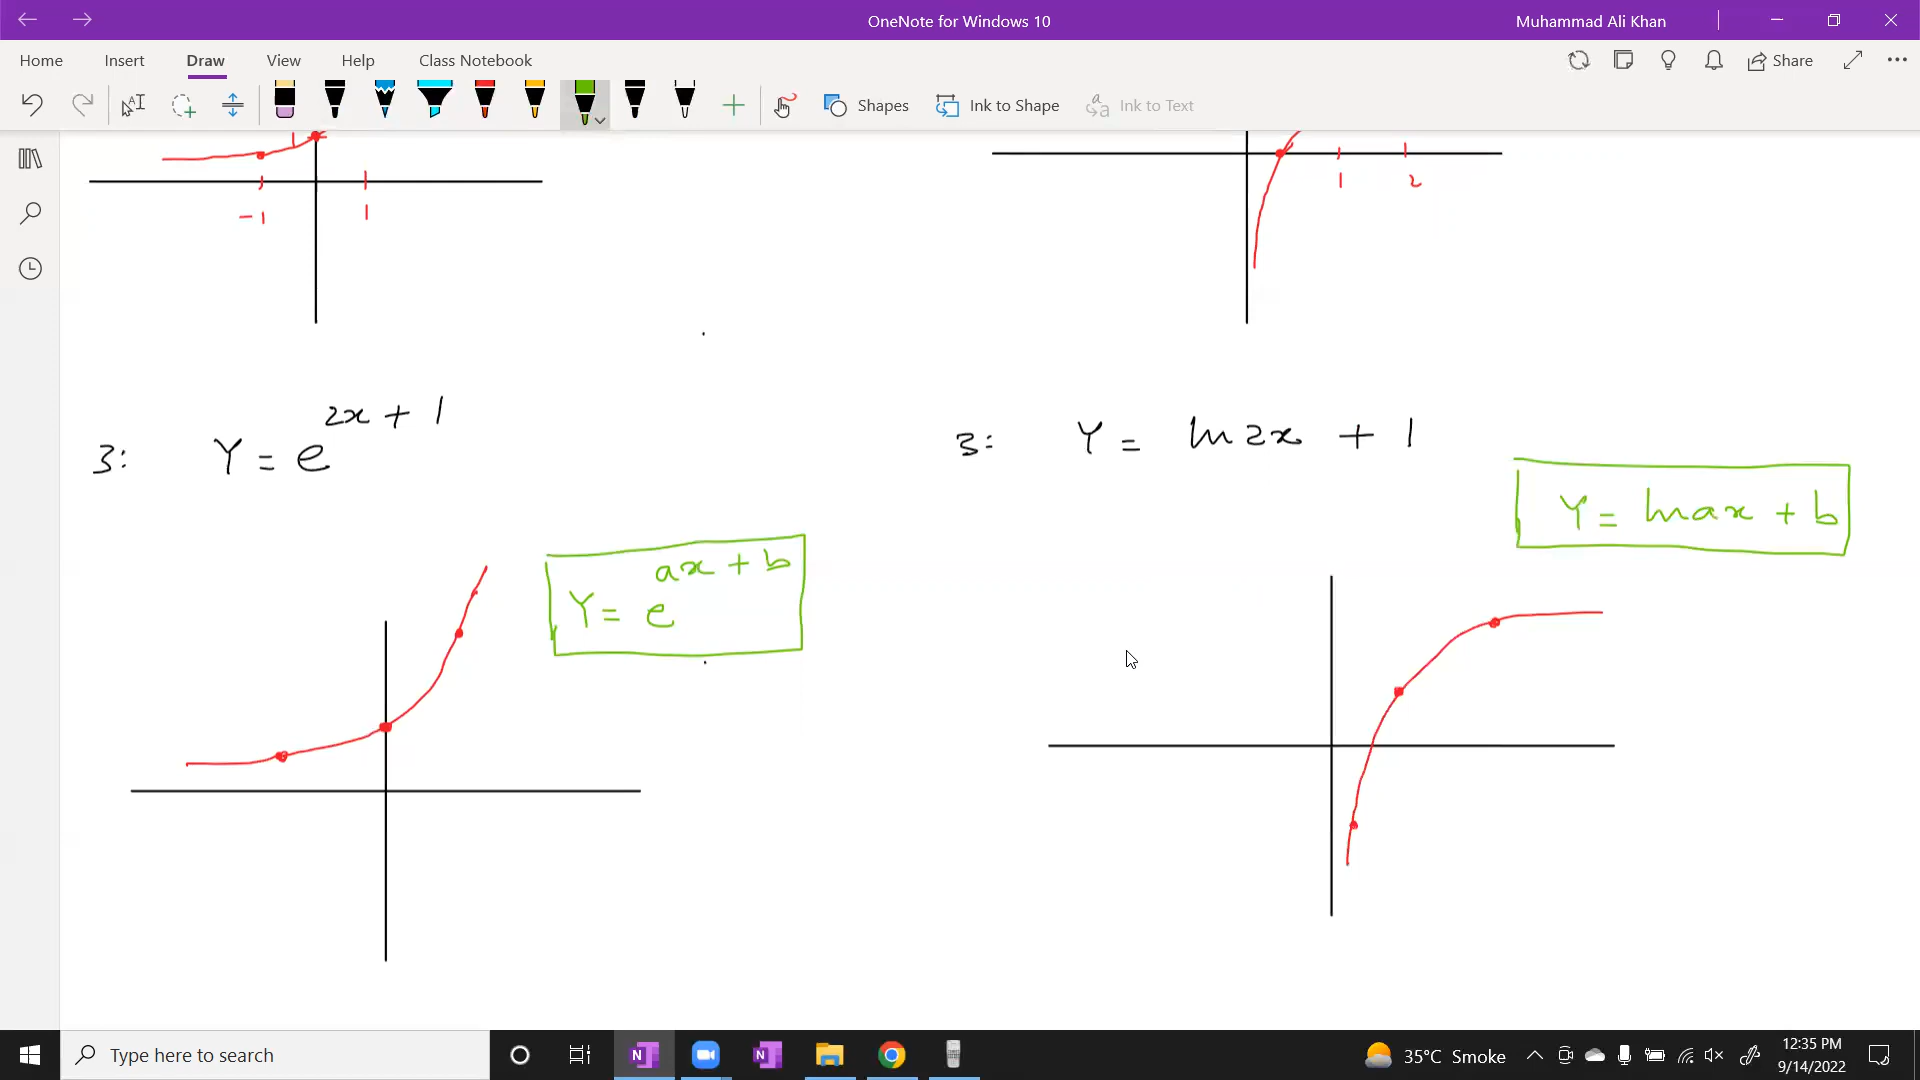 OneNote for Windows 10
Muhammad Ali Khan
Home Insert Draw View Help Class Notebook
Share
Shapes Ink to Shape Ink to Text
1
-1 1
1 2
3: Y = e^{2x + 1}
3: Y = ln 2x + 1
Y = ln ax + b
Y = e^{ax + b}
Type here to search
35°C Smoke
12:35 PM
9/14/2022